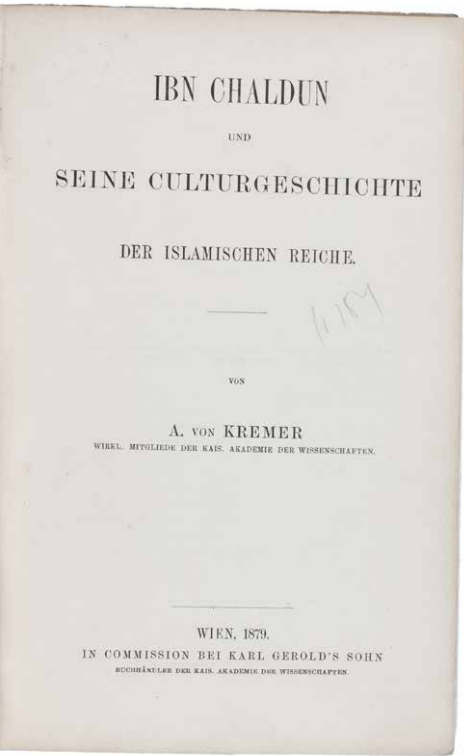 IBN CHALDUN
UND
SEINE CULTURGESCHICHTE
DER ISLAMISCHEN REICHE.
VON
A. VON KREMER
WIRKL. MITGLIEDE DER KAIS. AKADEMIE DER WISSENSCHAFTEN.
WIEN, 1879.
IN COMMISSION BEI KARL GEROLD'S SOHN
BUCHHÄNDLER DER KAIS. AKADEMIE DER WISSENSCHAFTEN.